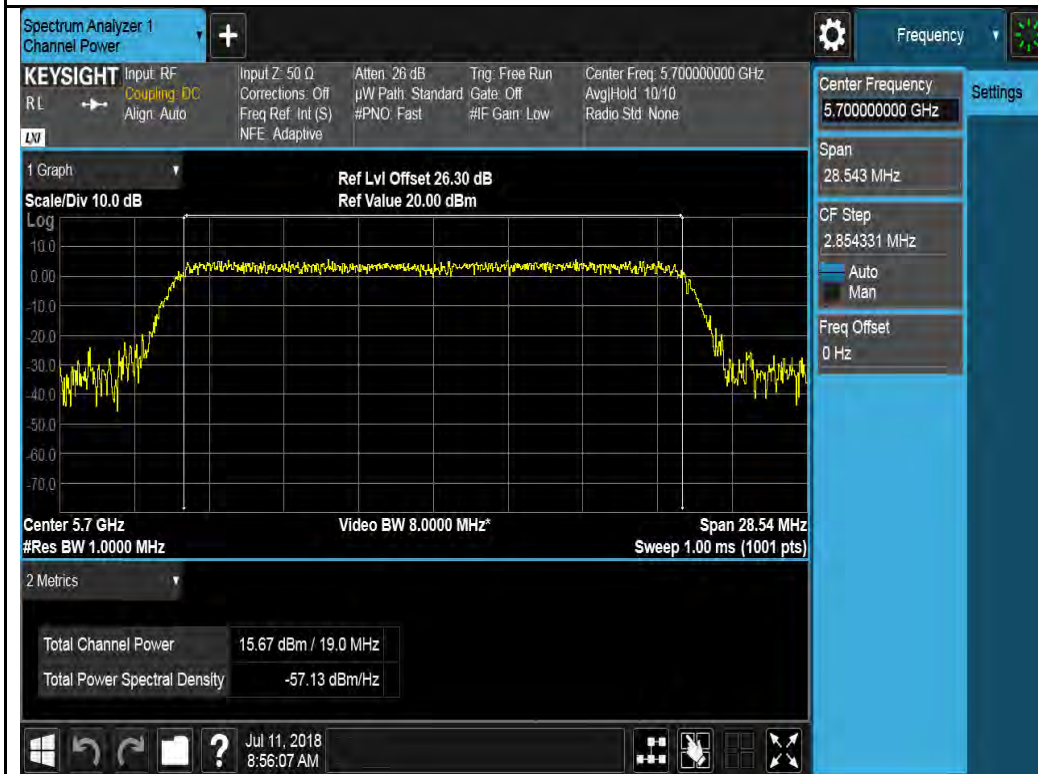 Spectrum Analyzer 1
Channel Power
+
Frequency
KEYSIGHT
RL
LXI
Input: RF
Coupling: DC
Align: Auto
Input Z: 50 Ω
Corrections: Off
Freq Ref: Int (S)
NFE: Adaptive
Atten: 26 dB
µW Path: Standard
#PNO: Fast
Trig: Free Run
Gate: Off
#IF Gain: Low
Center Freq: 5.700000000 GHz
Avg|Hold: 10/10
Radio Std: None
Center Frequency
5.700000000 GHz
Settings
Span
28.543 MHz
CF Step
2.854331 MHz
Auto
Man
Freq Offset
0 Hz
1 Graph
Scale/Div 10.0 dB
Ref Lvl Offset 26.30 dB
Ref Value 20.00 dBm
Log
10.0
0.00
-10.0
-20.0
-30.0
-40.0
-50.0
-60.0
-70.0
Center 5.7 GHz
#Res BW 1.0000 MHz
Video BW 8.0000 MHz*
Span 28.54 MHz
Sweep 1.00 ms (1001 pts)
2 Metrics
Total Channel Power 15.67 dBm / 19.0 MHz
Total Power Spectral Density -57.13 dBm/Hz
?
Jul 11, 2018
8:56:07 AM